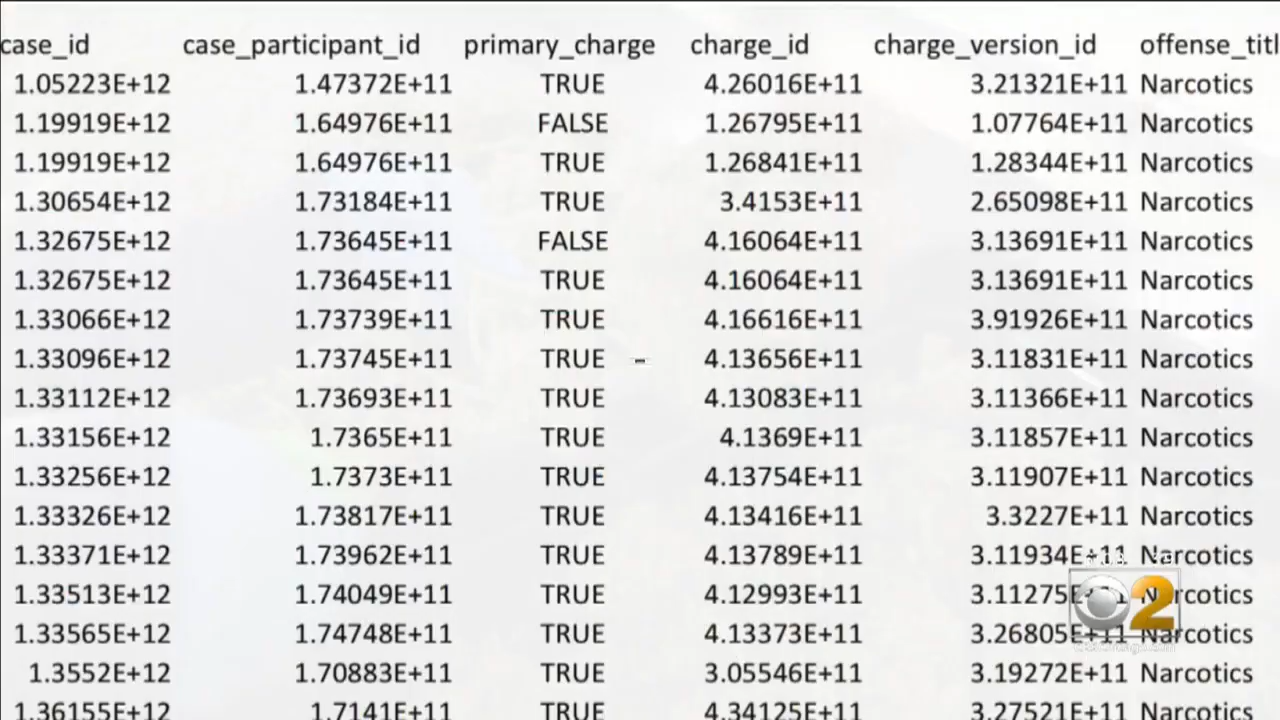 case_id case_participant_id primary_charge charge_id charge_version_id offense_titl
1.05223E+12 1.47372E+11 TRUE 4.26016E+11 3.21321E+11 Narcotics
1.19919E+12 1.64976E+11 FALSE 1.26795E+11 1.07764E+11 Narcotics
1.19919E+12 1.64976E+11 TRUE 1.26841E+11 1.28344E+11 Narcotics
1.30654E+12 1.73184E+11 TRUE 3.4153E+11 2.65098E+11 Narcotics
1.32675E+12 1.73645E+11 FALSE 4.16064E+11 3.13691E+11 Narcotics
1.32675E+12 1.73645E+11 TRUE 4.16064E+11 3.13691E+11 Narcotics
1.33066E+12 1.73739E+11 TRUE 4.16616E+11 3.91926E+11 Narcotics
1.33096E+12 1.73745E+11 TRUE 4.13656E+11 3.11831E+11 Narcotics
1.33112E+12 1.73693E+11 TRUE 4.13083E+11 3.11366E+11 Narcotics
1.33156E+12 1.7365E+11 TRUE 4.1369E+11 3.11857E+11 Narcotics
1.33256E+12 1.7373E+11 TRUE 4.13754E+11 3.11907E+11 Narcotics
1.33326E+12 1.73817E+11 TRUE 4.13416E+11 3.3227E+11 Narcotics
1.33371E+12 1.73962E+11 TRUE 4.13789E+11 3.11934E+11 Narcotics
1.33513E+12 1.74049E+11 TRUE 4.12993E+11 3.11275E+11 Narcotics
2
1.33565E+12 1.74748E+11 TRUE 4.13373E+11 3.26805E+11 Narcotics
1.3552E+12 1.70883E+11 TRUE 3.05546E+11 3.19272E+11 Narcotics
1.36155E+12 1.7141E+11 TRUE 4.34125E+11 3.27521E+11 Narcotics